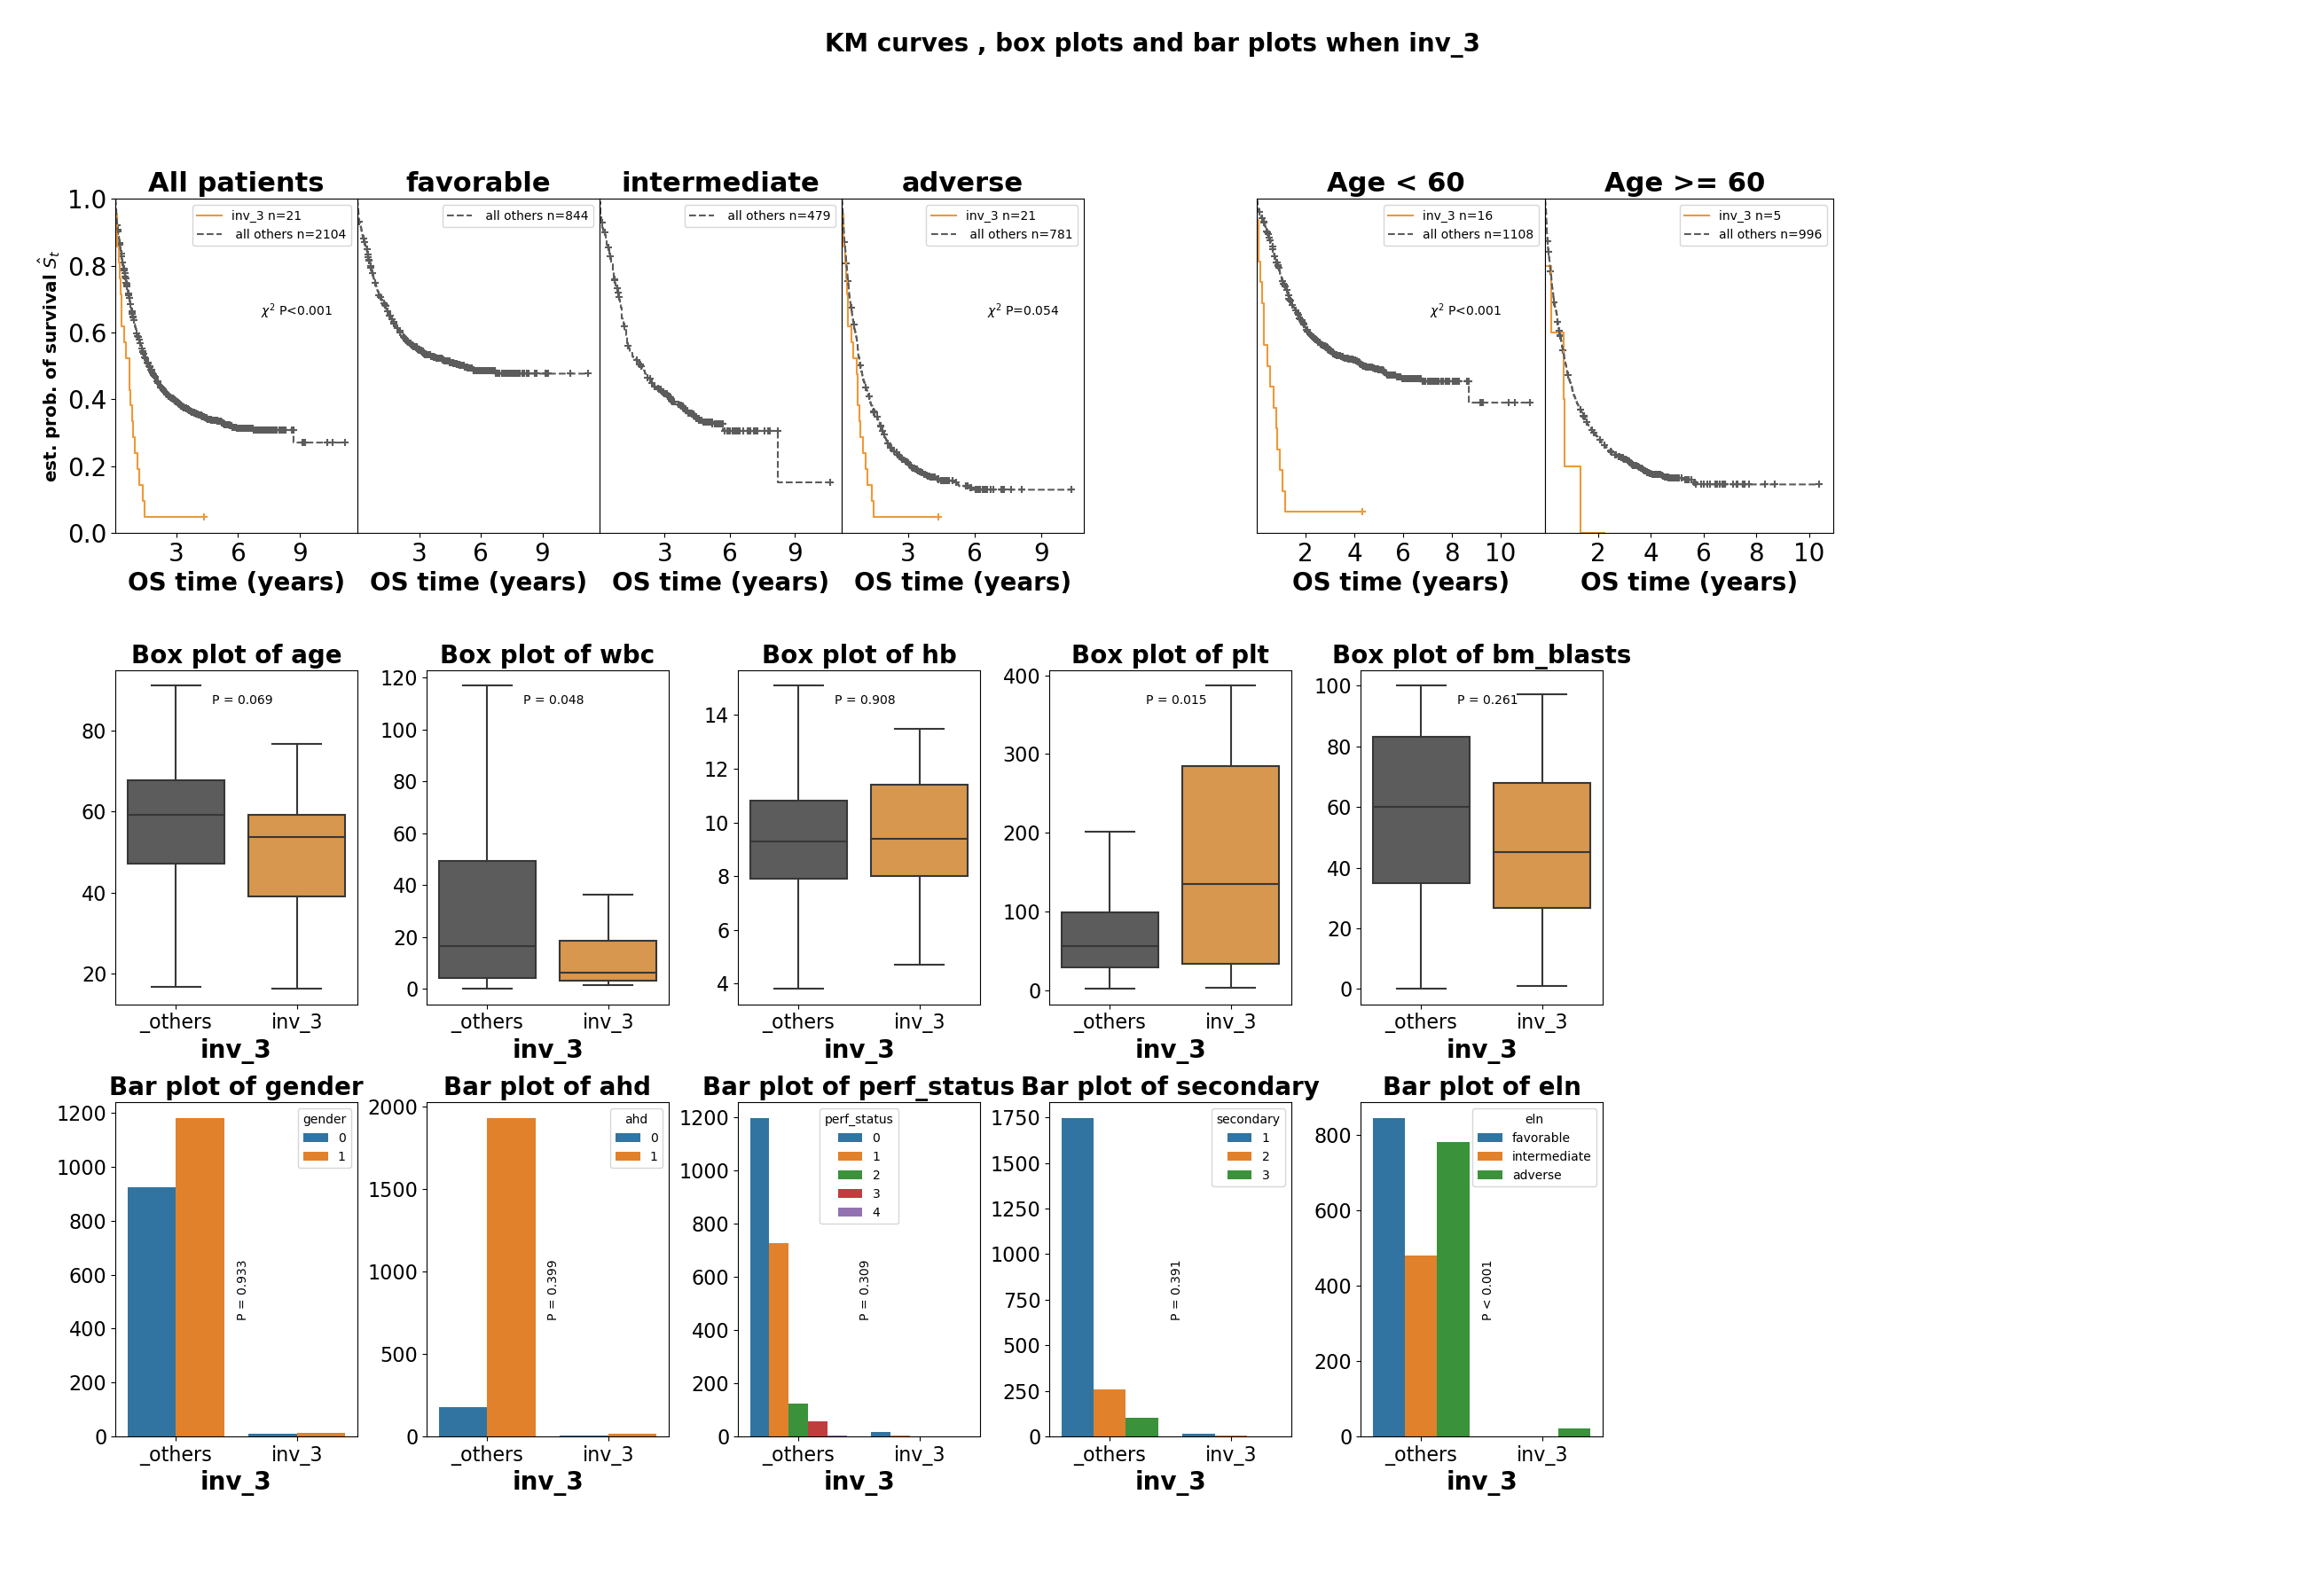 KM curves , box plots and bar plots when inv_3
All patients
favorable
intermediate
adverse
Age < 60
Age >= 60
est. prob. of survival Ŝt
1.0
0.8
0.6
0.4
0.2
0.0
inv_3 n=21
all others n=2104
χ² P<0.001
all others n=844
all others n=479
inv_3 n=21
all others n=781
χ² P=0.054
inv_3 n=16
all others n=1108
χ² P<0.001
inv_3 n=5
all others n=996
3 6 9
3 6 9
3 6 9
3 6 9
2 4 6 8 10
2 4 6 8 10
OS time (years)
OS time (years)
OS time (years)
OS time (years)
OS time (years)
OS time (years)
Box plot of age
P = 0.069
80
60
40
20
_others inv_3
inv_3
Box plot of wbc
P = 0.048
120
100
80
60
40
20
0
_others inv_3
inv_3
Box plot of hb
P = 0.908
14
12
10
8
6
4
_others inv_3
inv_3
Box plot of plt
P = 0.015
400
300
200
100
0
_others inv_3
inv_3
Box plot of bm_blasts
P = 0.261
100
80
60
40
20
0
_others inv_3
inv_3
Bar plot of gender
gender
0
1
P = 0.933
1200
1000
800
600
400
200
0
_others inv_3
inv_3
Bar plot of ahd
ahd
0
1
P = 0.399
2000
1500
1000
500
0
_others inv_3
inv_3
Bar plot of perf_status
perf_status
0
1
2
3
4
P = 0.309
1200
1000
800
600
400
200
0
_others inv_3
inv_3
Bar plot of secondary
secondary
1
2
3
P = 0.391
1750
1500
1250
1000
750
500
250
0
_others inv_3
inv_3
Bar plot of eln
eln
favorable
intermediate
adverse
P < 0.001
800
600
400
200
0
_others inv_3
inv_3